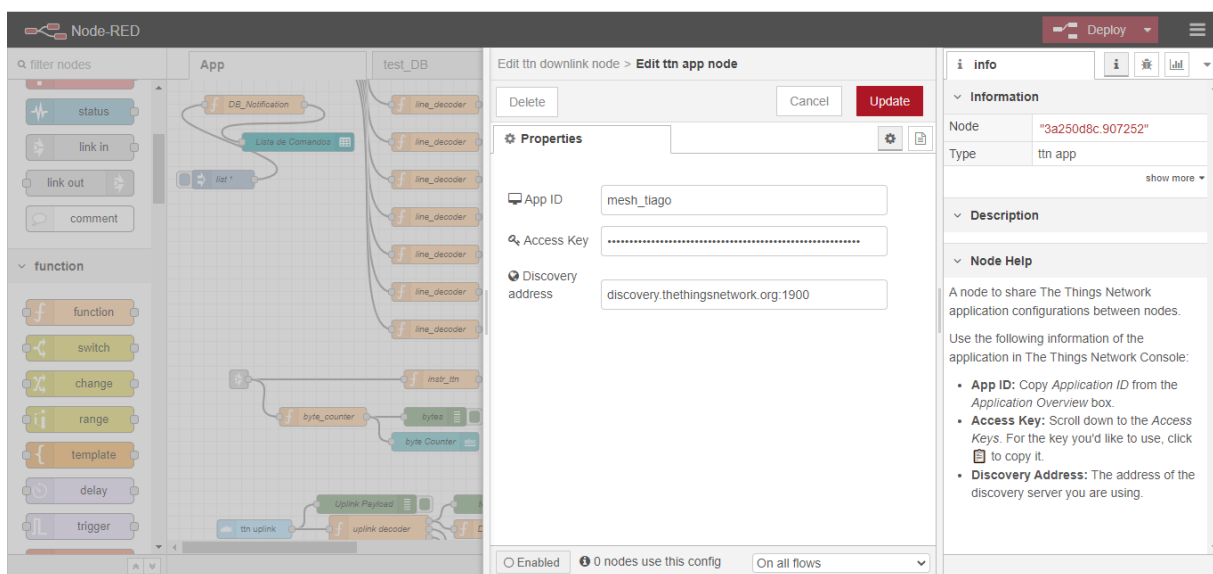 Node-RED
Deploy
filter nodes
status
link in
link out
comment
function
function
switch
change
range
template
delay
trigger
App
test_DB
DB_Notification
Lista de Comandos
list *
line_decoder
line_decoder
line_decoder
line_decoder
line_decoder
line_decoder
line_decoder
instr_ttn
byte_counter
bytes
byte Counter
Uplink Payload
ttn uplink
uplink decoder
Edit ttn downlink node > Edit ttn app node
Delete
Cancel
Update
Properties
App ID
mesh_tiago
Access Key
••••••••••••••••••••••••••••••••••••••••••••••••••••••••••••
Discovery
address
discovery.thethingsnetwork.org:1900
Enabled
0 nodes use this config
On all flows
i info
i
Information
Node
"3a250d8c.907252"
Type
ttn app
show more
Description
Node Help
A node to share The Things Network
application configurations between nodes.
Use the following information of the
application in The Things Network Console:
• App ID: Copy Application ID from the
Application Overview box.
• Access Key: Scroll down to the Access
Keys. For the key you'd like to use, click
to copy it.
• Discovery Address: The address of the
discovery server you are using.